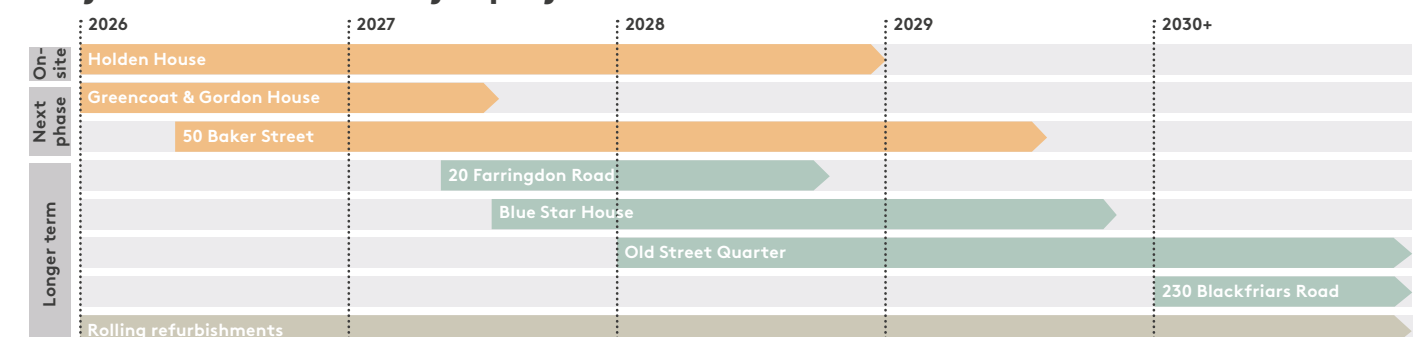 2026 2027 2028 2029 2030+
On-
site
Holden House
Next
phase
Greencoat & Gordon House
50 Baker Street
Longer term
20 Farringdon Road
Blue Star House
Old Street Quarter
230 Blackfriars Road
Rolling refurbishments